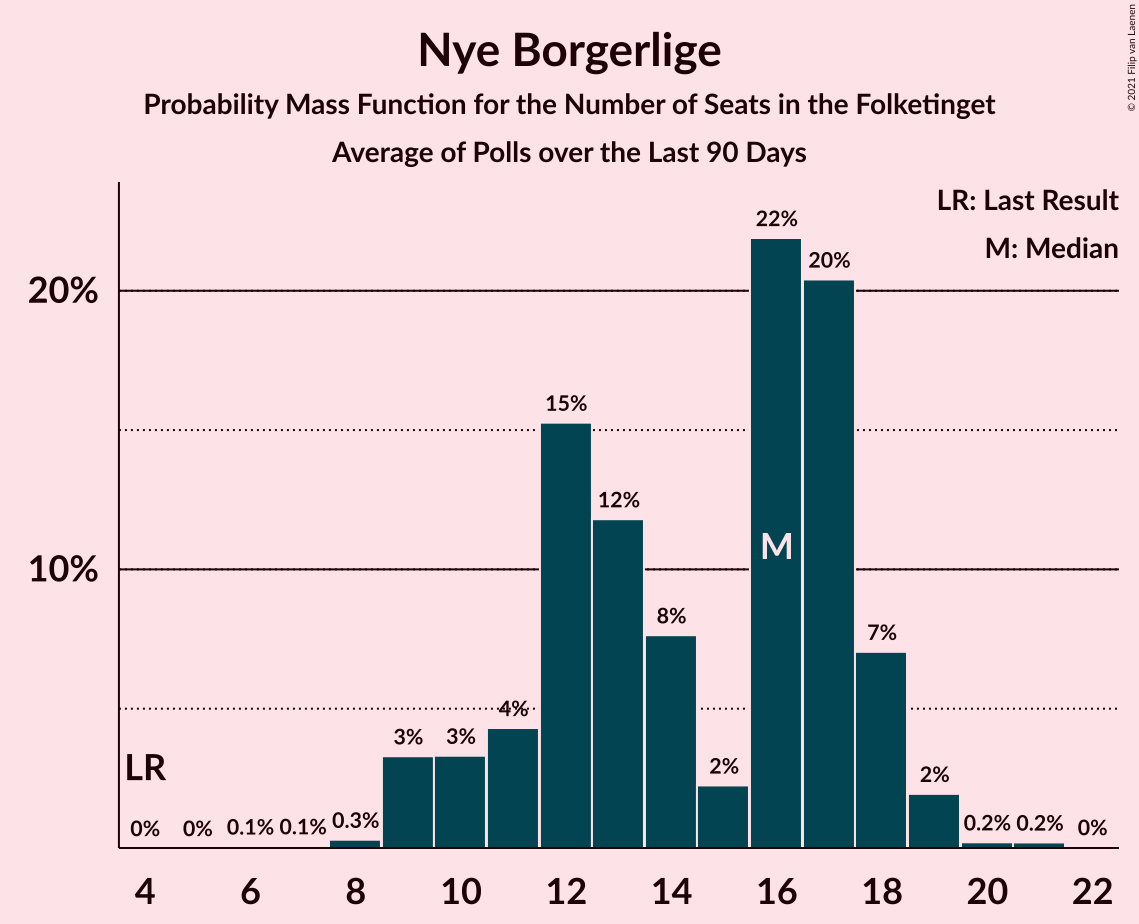 Nye Borgerlige
Probability Mass Function for the Number of Seats in the Folketinget
Average of Polls over the Last 90 Days
© 2021 Filip van Laenen
LR: Last Result
M: Median
20%
10%
LR
M
0%
0%
0.1%
0.1%
0.3%
3%
3%
4%
15%
12%
8%
2%
22%
20%
7%
2%
0.2%
0.2%
0%
4 6 8 10 12 14 16 18 20 22